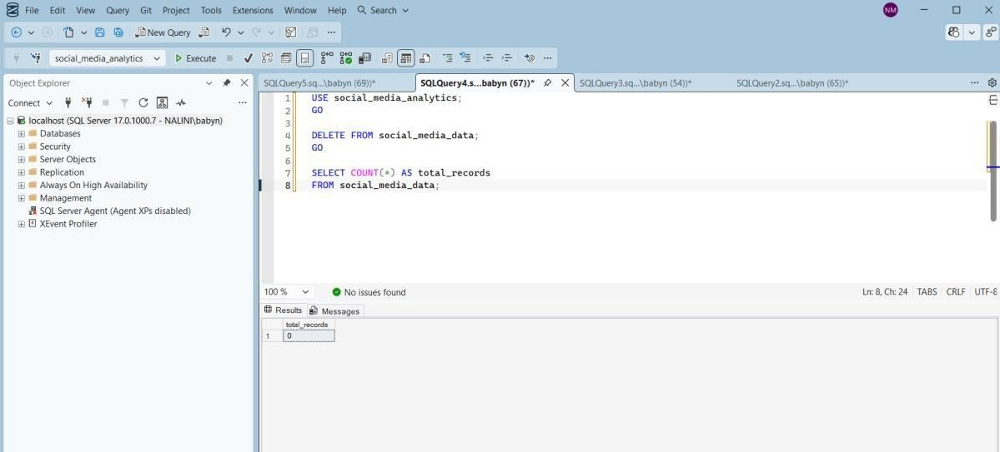 File Edit View Query Git Project Tools Extensions Window Help Search NM
New Query
social_media_analytics Execute
Object Explorer
Connect
localhost (SQL Server 17.0.1000.7 - NALINI\babyn)
Databases
Security
Server Objects
Replication
Always On High Availability
Management
SQL Server Agent (Agent XPs disabled)
XEvent Profiler
SQLQuery5.sq...\babyn (69))* SQLQuery4.s...babyn (67))* SQLQuery3.sq...\babyn (54))* SQLQuery2.sq...\babyn (65))*
1 USE social_media_analytics;
2 GO
3
4 DELETE FROM social_media_data;
5 GO
6
7 SELECT COUNT(*) AS total_records
8 FROM social_media_data;
100 % No issues found Ln: 8, Ch: 24 TABS CRLF UTF-8
Results Messages
total_records
1 0